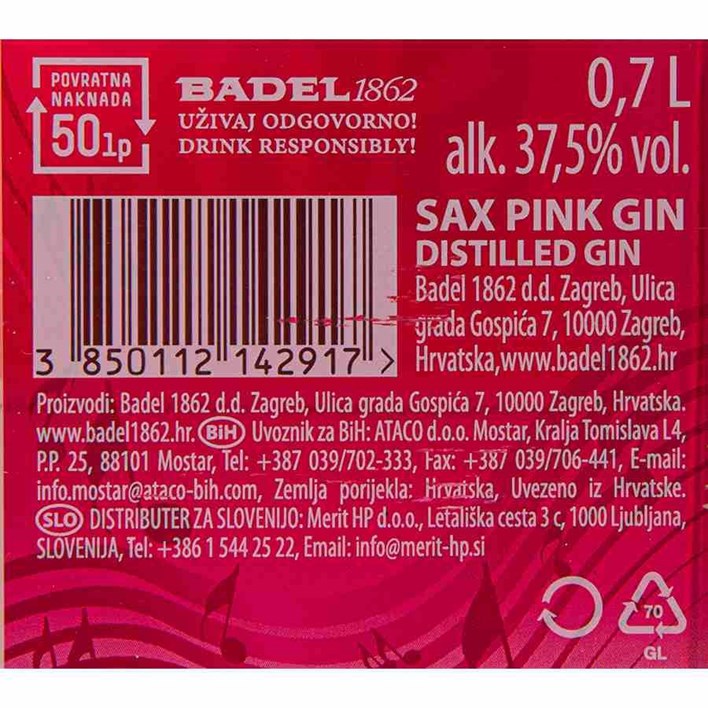 POVRATNA
NAKNADA
50lp
BADEL1862
UŽIVAJ ODGOVORNO!
DRINK RESPONSIBLY!
0,7 L
alk. 37,5% vol.
3 850112 142917 >
SAX PINK GIN
DISTILLED GIN
Badel 1862 d.d. Zagreb, Ulica
grada Gospića 7, 10000 Zagreb,
Hrvatska,www.badel1862.hr
Proizvodi: Badel 1862 d.d. Zagreb, Ulica grada Gospića 7, 10000 Zagreb, Hrvatska.
www.badel1862.hr. BiH Uvoznik za BiH: ATACO d.o.o. Mostar, Kralja Tomislava L4,
P.P. 25, 88101 Mostar, Tel: +387 039/702-333, Fax: +387 039/706-441, E-mail:
info.mostar@ataco-bih.com, Zemlja porijekla: Hrvatska, Uvezeno iz Hrvatske.
SLO DISTRIBUTER ZA SLOVENIJO: Merit HP d.o.o., Letališka cesta 3 c, 1000 Ljubljana,
SLOVENIJA, Tel: +386 1 544 25 22, Email: info@merit-hp.si
70
GL